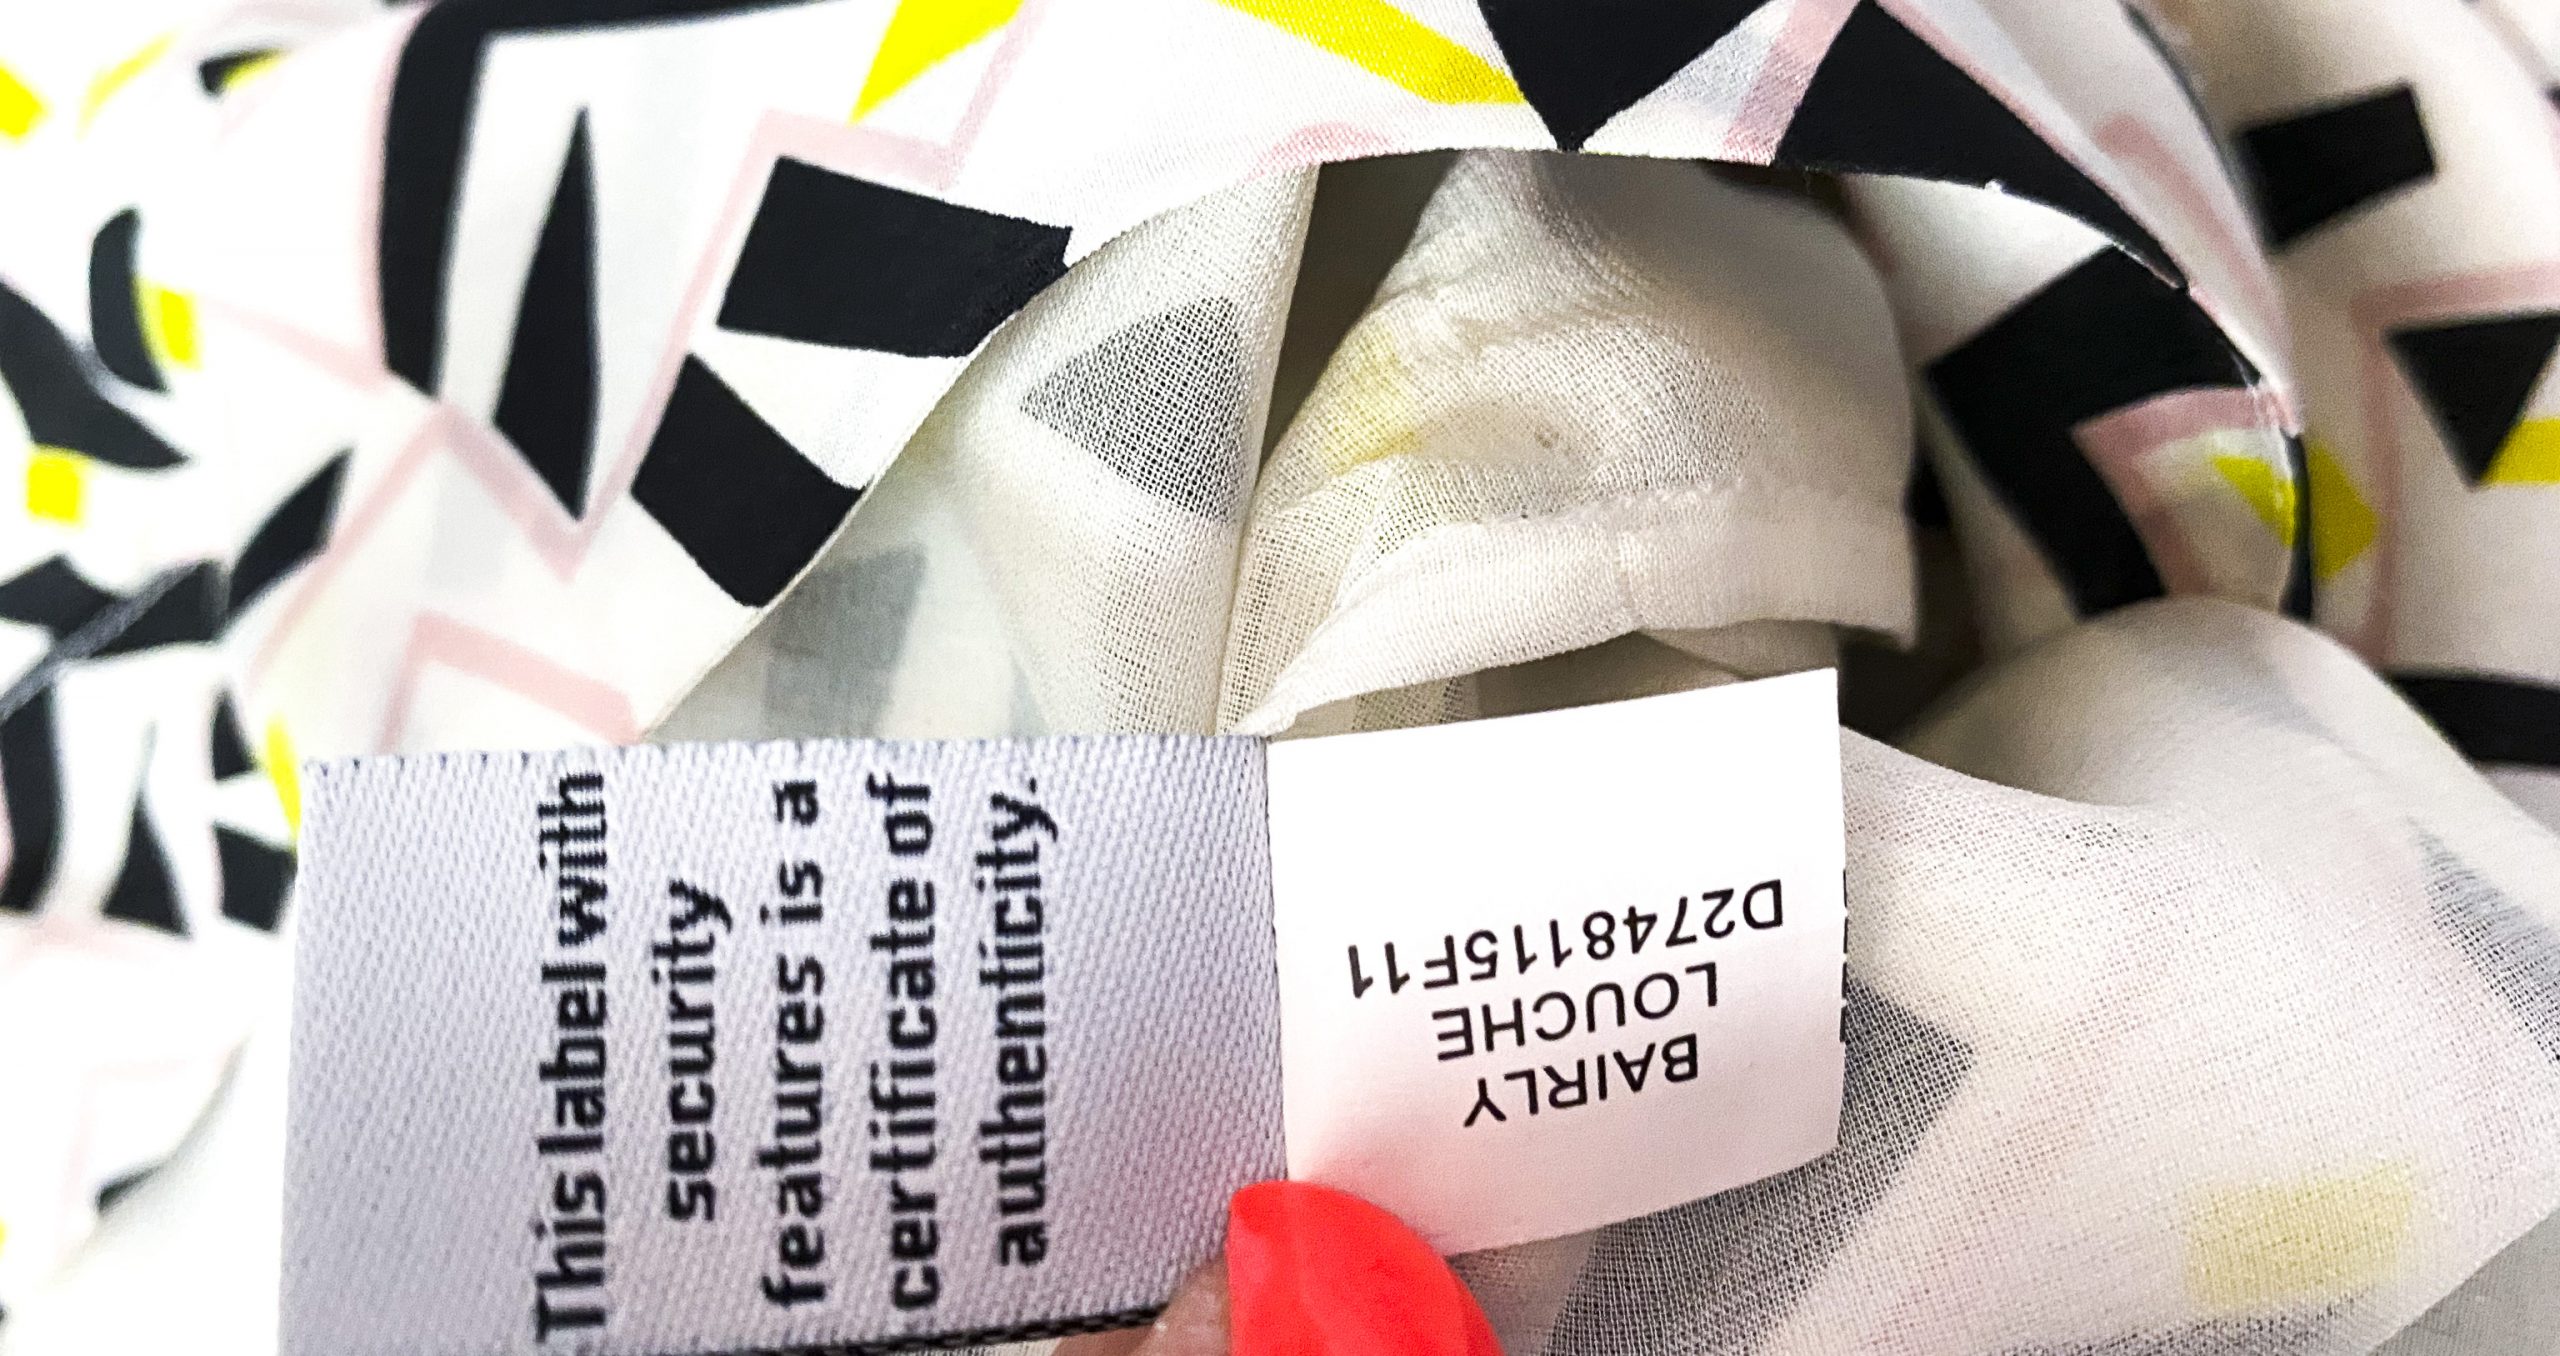 This label with
security
features is a
certificate of
authenticity.
BAIRLY
LOUCHE
D2748115F11